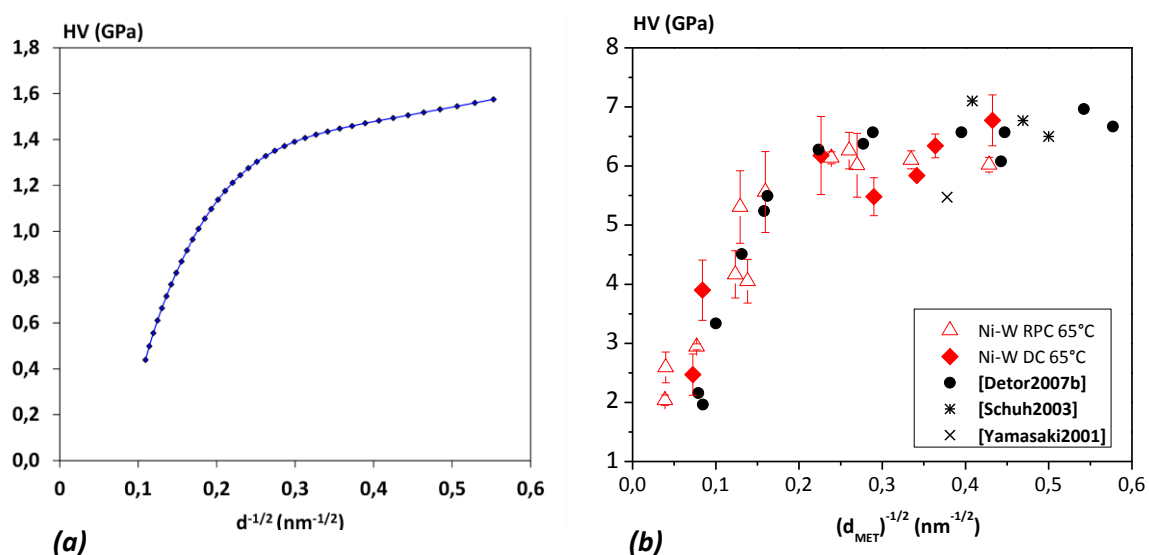 HV (GPa)
1,8
1,6
1,4
1,2
1,0
0,8
0,6
0,4
0,2
0,0
0
0,1
0,2
0,3
0,4
0,5
0,6
d-1/2 (nm-1/2)
(a)
HV (GPa)
8
7
6
5
4
3
2
1
0,0
0,1
0,2
0,3
0,4
0,5
0,6
(dMET)-1/2 (nm-1/2)
(b)
Ni-W RPC 65°C
Ni-W DC 65°C
[Detor2007b]
[Schuh2003]
[Yamasaki2001]